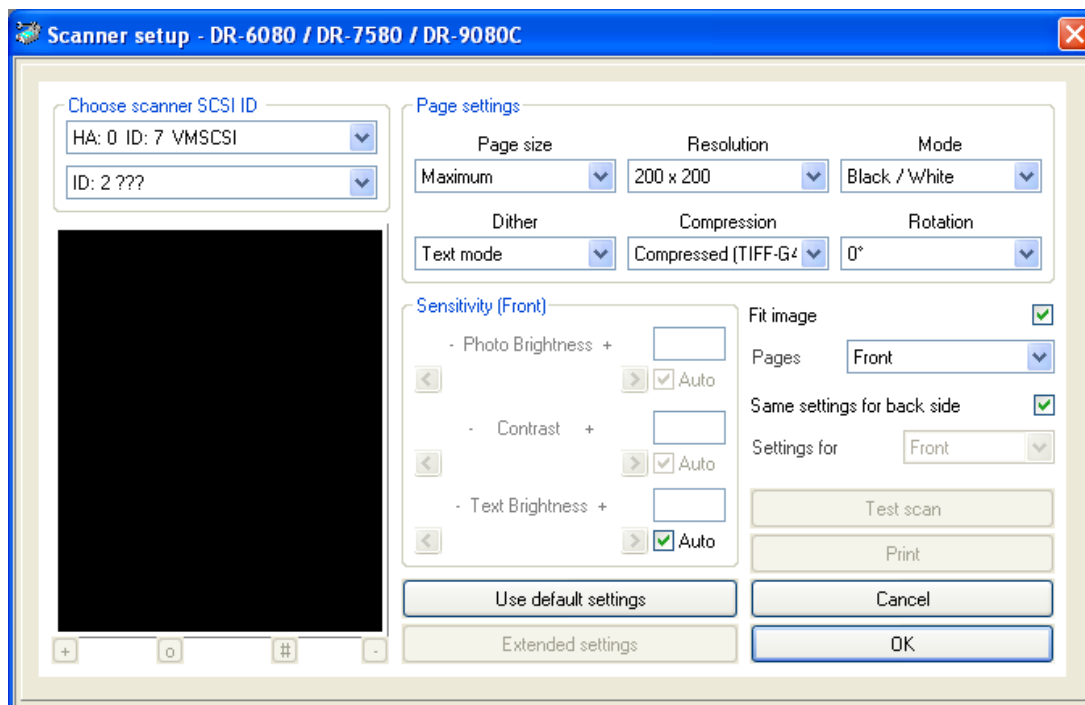 Scanner setup - DR-6080 / DR-7580 / DR-9080C
Choose scanner SCSI ID
HA: 0 ID: 7 VMSCSI
ID: 2 ???
Page settings
Page size Resolution Mode
Maximum 200 x 200 Black / White
Dither Compression Rotation
Text mode Compressed (TIFF-G4 0°
Sensitivity (Front)
- Photo Brightness +
< > Auto
- Contrast +
< > Auto
- Text Brightness +
< > Auto
Fit image
Pages Front
Same settings for back side
Settings for Front
Test scan
Print
Use default settings Cancel
Extended settings OK
+ o # -